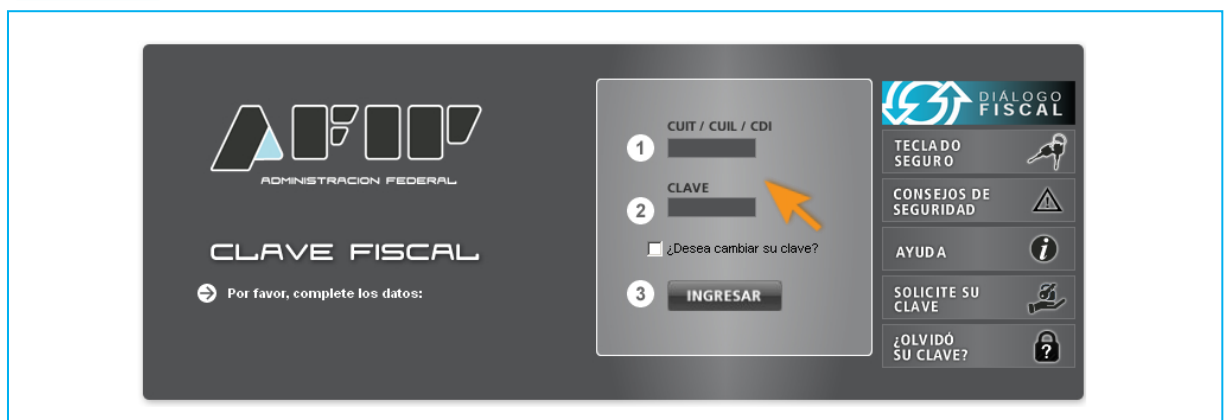 AFIP
ADMINISTRACION FEDERAL
CLAVE FISCAL
Por favor, complete los datos:
CUIT / CUIL / CDI
1
CLAVE
2
¿Desea cambiar su clave?
3 INGRESAR
DIÁLOGO
FISCAL
TECLADO
SEGURO
CONSEJOS DE
SEGURIDAD
AYUDA
i
SOLICITE SU
CLAVE
¿OLVIDÓ
SU CLAVE?
?